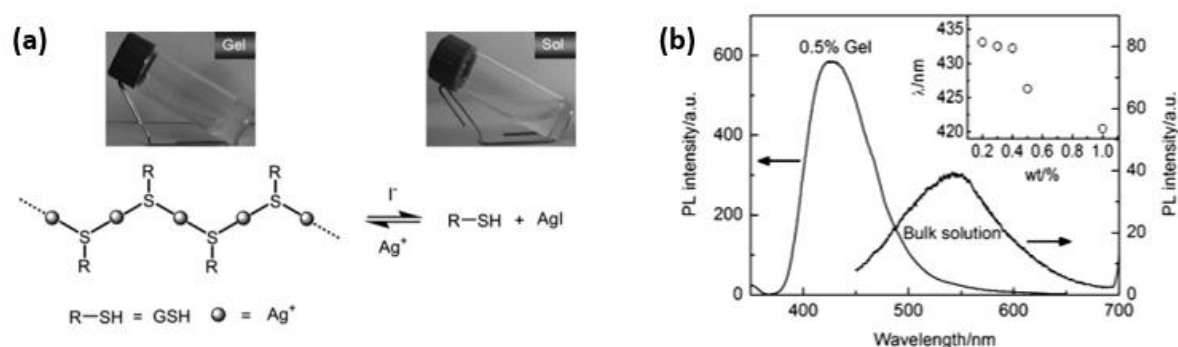 (a)
Gel
Sol
R
R
S
S
S
S
R
R
I⁻
Ag⁺
R—SH + AgI
R—SH = GSH = Ag⁺
(b)
PL intensity/a.u.
600
400
200
0
0.5% Gel
Bulk solution
400 500 600 700
Wavelength/nm
λ/nm
435
430
425
420
0.2 0.4 0.6 0.8 1.0
wt/%
80
60
40
20
0
PL intensity/a.u.